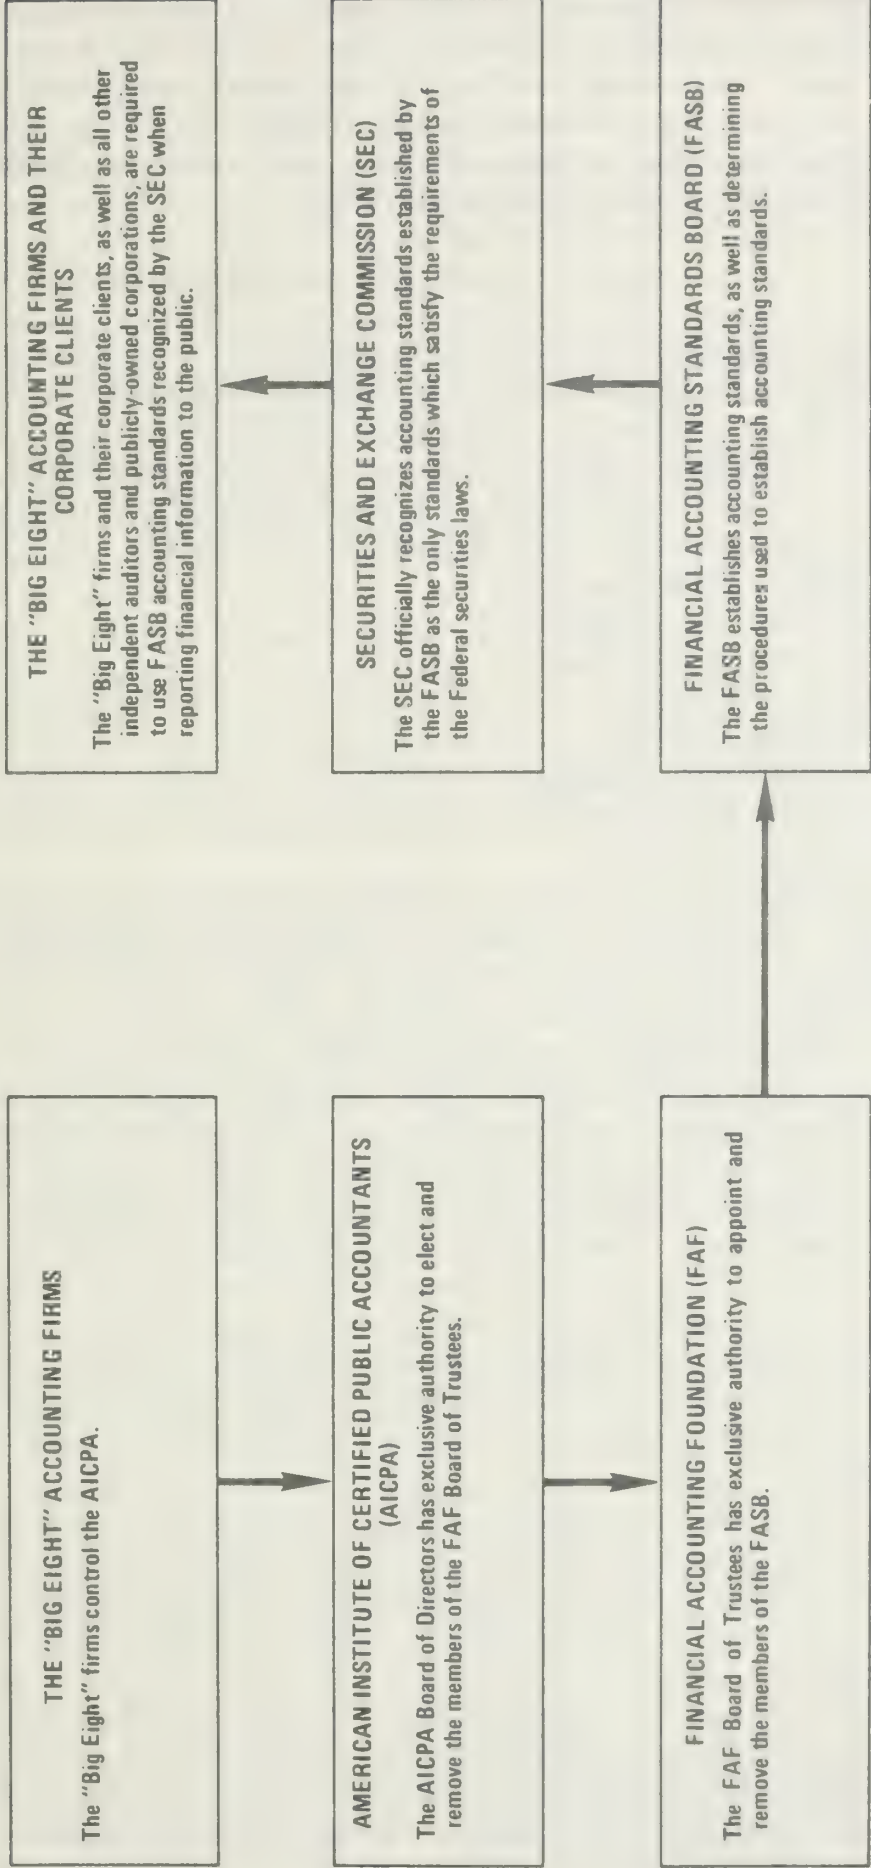 THE "BIG EIGHT" ACCOUNTING FIRMS
The "Big Eight" firms control the AICPA.
AMERICAN INSTITUTE OF CERTIFIED PUBLIC ACCOUNTANTS
(AICPA)
The AICPA Board of Directors has exclusive authority to elect and
remove the members of the FAF Board of Trustees.
FINANCIAL ACCOUNTING FOUNDATION (FAF)
The FAF Board of Trustees has exclusive authority to appoint and
remove the members of the FASB.
FINANCIAL ACCOUNTING STANDARDS BOARD (FASB)
The FASB establishes accounting standards, as well as determining
the procedures used to establish accounting standards.
SECURITIES AND EXCHANGE COMMISSION (SEC)
The SEC officially recognizes accounting standards established by
the FASB as the only standards which satisfy the requirements of
the Federal securities laws.
THE "BIG EIGHT" ACCOUNTING FIRMS AND THEIR
CORPORATE CLIENTS
The "Big Eight" firms and their corporate clients, as well as all other
independent auditors and publicly-owned corporations, are required
to use FASB accounting standards recognized by the SEC when
reporting financial information to the public.